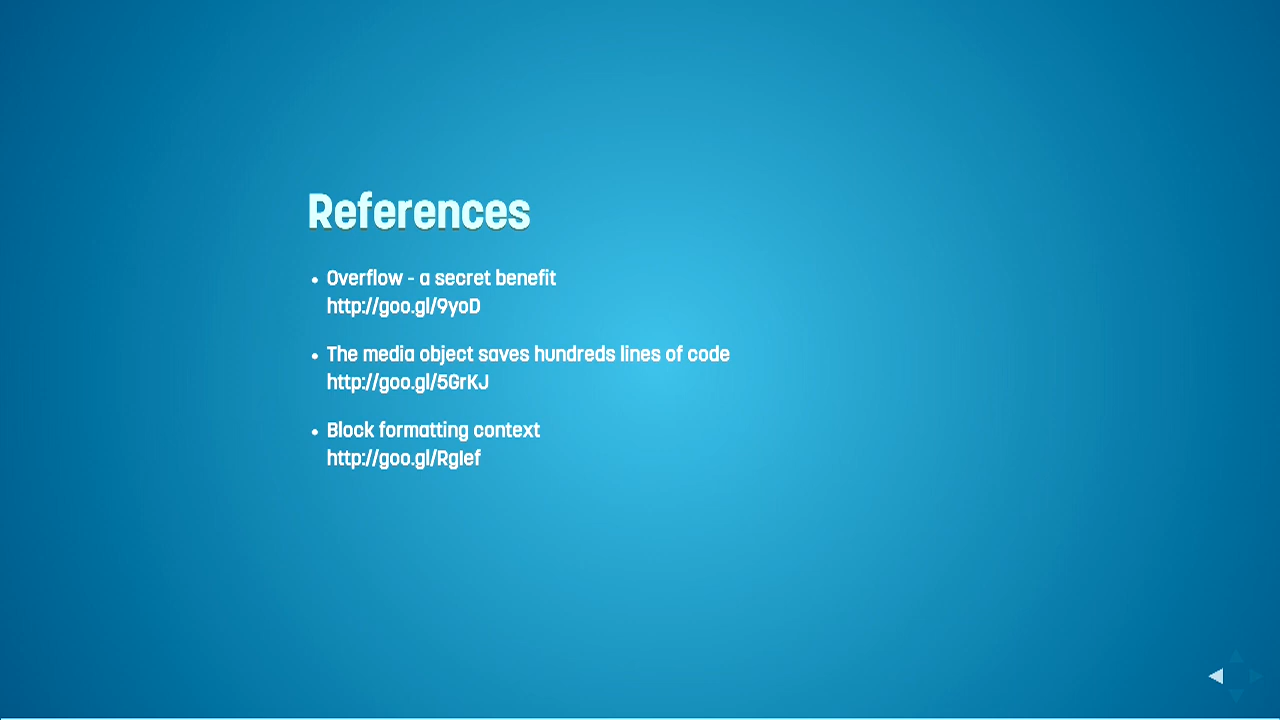 References
• Overflow - a secret benefit
http://goo.gl/9yoD
• The media object saves hundreds lines of code
http://goo.gl/5GrKJ
• Block formatting context
http://goo.gl/RgIef